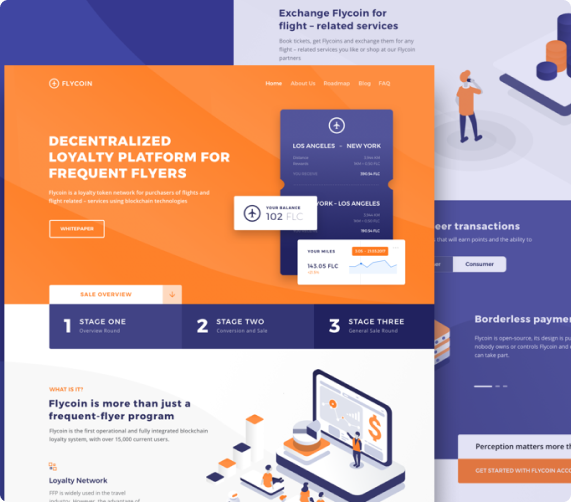 Exchange Flycoin for
flight – related services
Book tickets, get Flycoins and exchange them for any
flight – related services you like or shop at our Flycoin
partners
FLYCOIN
Home About Us Roadmap Blog FAQ
DECENTRALIZED
LOYALTY PLATFORM FOR
FREQUENT FLYERS
Flycoin is a loyalty token network for purchasers of flights and
flight related – services using blockchain technologies
WHITEPAPER
LOS ANGELES – NEW YORK
YORK – LOS ANGELES
YOUR BALANCE
102 FLC
YOUR MILES
143.05 FLC
SALE OVERVIEW
1 STAGE ONE
Overview Round
2 STAGE TWO
Conversion and Sale
3 STAGE THREE
General Sale Round
eer transactions
that will earn points and the ability to
Consumer
Borderless payme
Flycoin is open-source, its design is pu
nobody owns or controls Flycoin and
can take part.
WHAT IS IT?
Flycoin is more than just a
frequent-flyer program
Flycoin is the first operational and fully integrated blockchain
loyalty system, with over 15,000 current users.
Loyalty Network
FFP is widely used in the travel
industry. However, the advantage of
Perception matters more th
GET STARTED WITH FLYCOIN ACCO